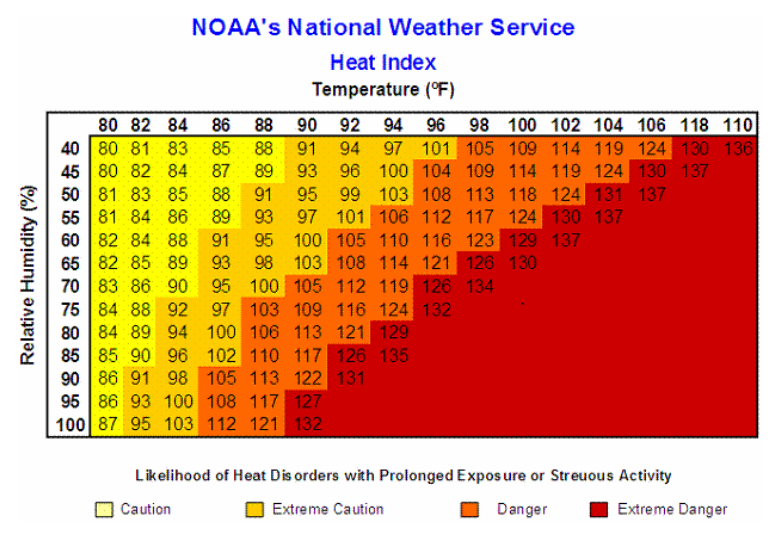 NOAA's National Weather Service
Heat Index
Temperature (ºF)
80 82 84 86 88 90 92 94 96 98 100 102 104 106 118 110
Relative Humidity (%)
40 80 81 83 85 88 91 94 97 101 105 109 114 119 124 130 136
45 80 82 84 87 89 93 96 100 104 109 114 119 124 130 137
50 81 83 85 88 91 95 99 103 108 113 118 124 131 137
55 81 84 86 89 93 97 101 106 112 117 124 130 137
60 82 84 88 91 95 100 105 110 116 123 129 137
65 82 85 89 93 98 103 108 114 121 126 130
70 83 86 90 95 100 105 112 119 126 134
75 84 88 92 97 103 109 116 124 132
80 84 89 94 100 106 113 121 129
85 85 90 96 102 110 117 126 135
90 86 91 98 105 113 122 131
95 86 93 100 108 117 127
100 87 95 103 112 121 132
Likelihood of Heat Disorders with Prolonged Exposure or Streuous Activity
Caution Extreme Caution Danger Extreme Danger